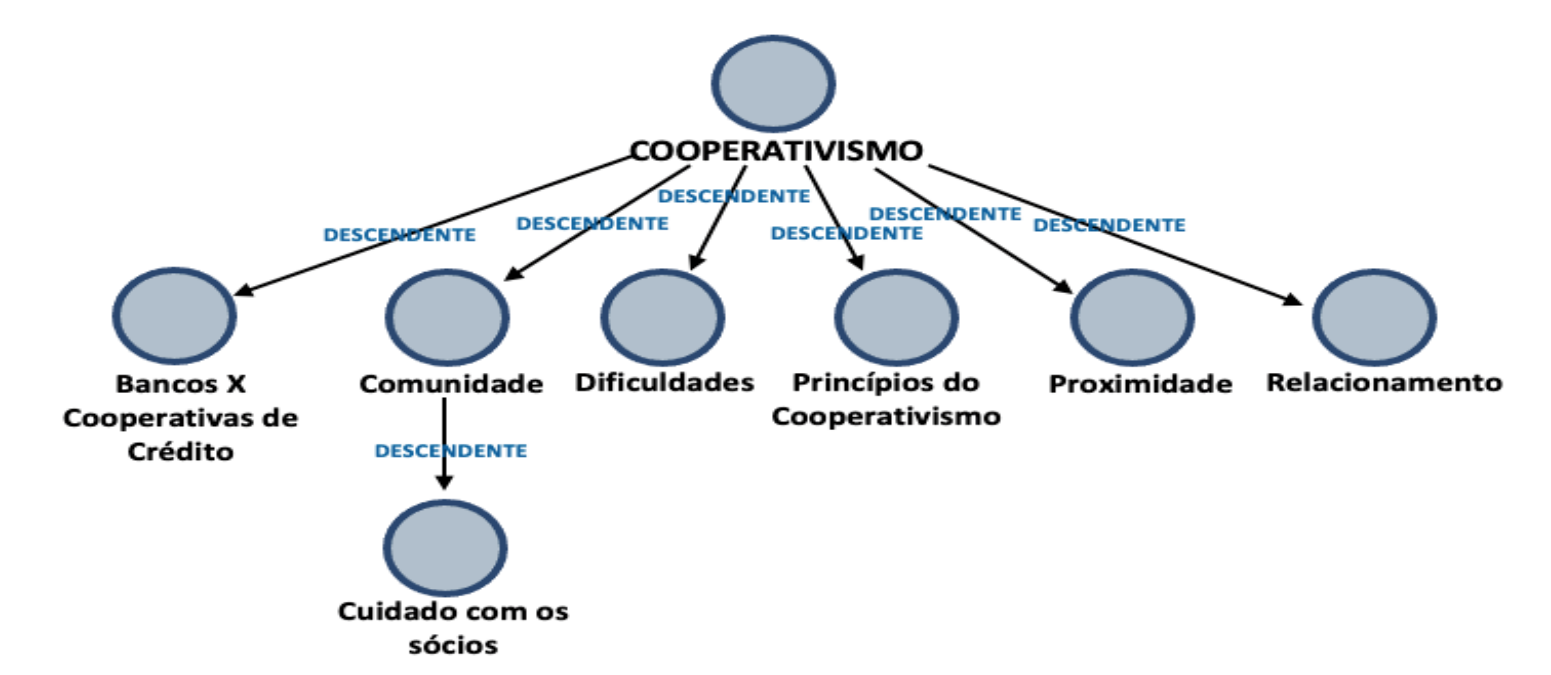 COOPERATIVISMO
DESCENDENTE
DESCENDENTE
DESCENDENTE
DESCENDENTE
DESCENDENTE
DESCENDENTE
Bancos X
Cooperativas de
Crédito
Comunidade
Dificuldades
Princípios do
Cooperativismo
Proximidade
Relacionamento
DESCENDENTE
Cuidado com os
sócios